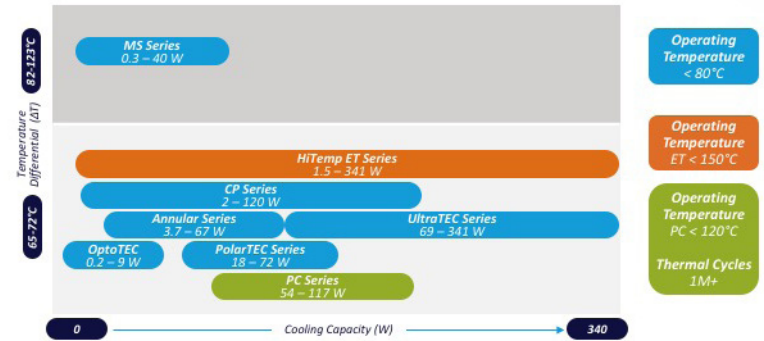 82-123°C
Temperature
Differential (ΔT)
65-72°C
MS Series
0.3 – 40 W
HiTemp ET Series
1.5 – 341 W
CP Series
2 – 120 W
Annular Series
3.7 – 67 W
UltraTEC Series
69 – 341 W
OptoTEC
0.2 – 9 W
PolarTEC Series
18 – 72 W
PC Series
54 – 117 W
0
Cooling Capacity (W)
340
Operating
Temperature
< 80°C
Operating
Temperature
ET < 150°C
Operating
Temperature
PC < 120°C
Thermal Cycles
1M+